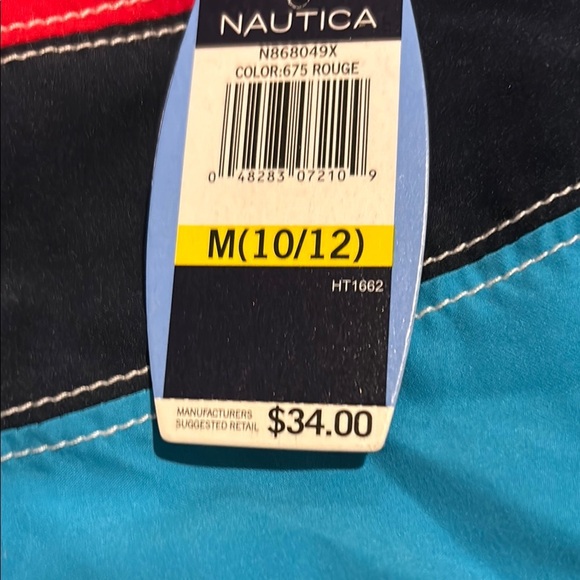 NAUTICA
N868049X
COLOR:675 ROUGE
0 48283 07210 9
M(10/12)
HT1662
MANUFACTURERS
SUGGESTED RETAIL $34.00